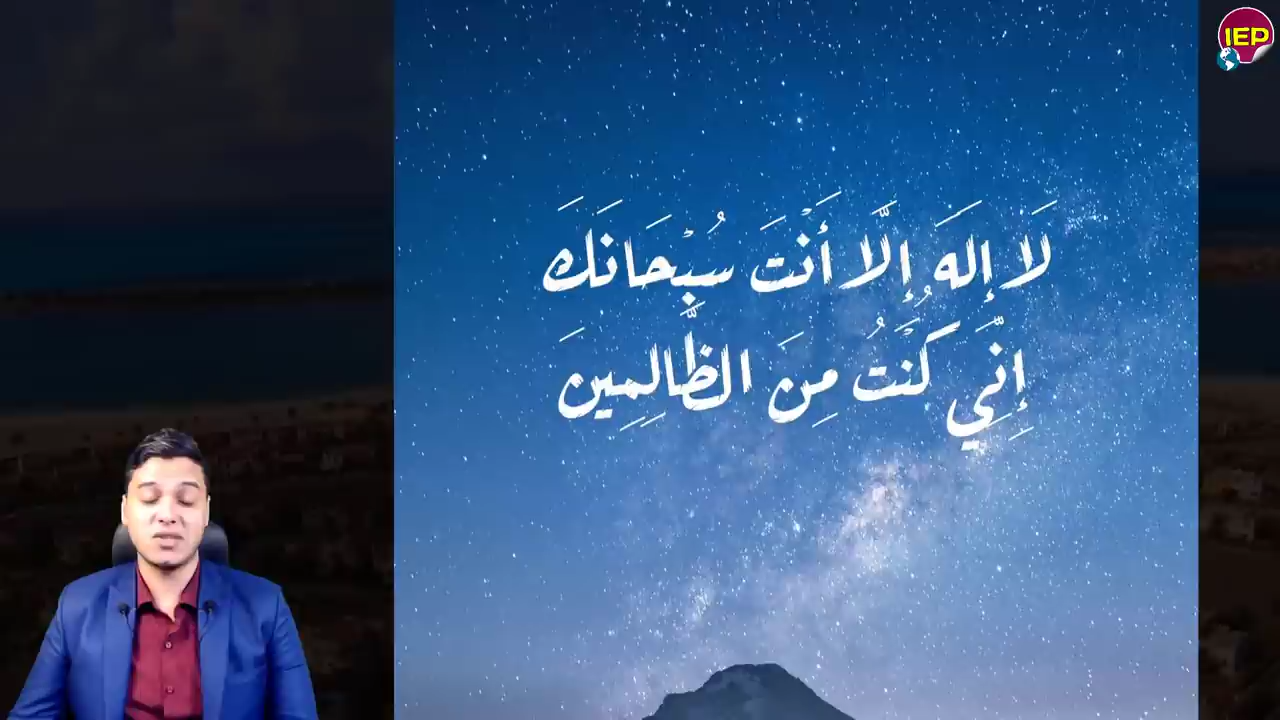 لَا إِلَهَ إِلَّا أَنْتَ سُبْحَانَكَ
إِنِّي كُنْتُ مِنَ الظَّالِمِينَ
IEP